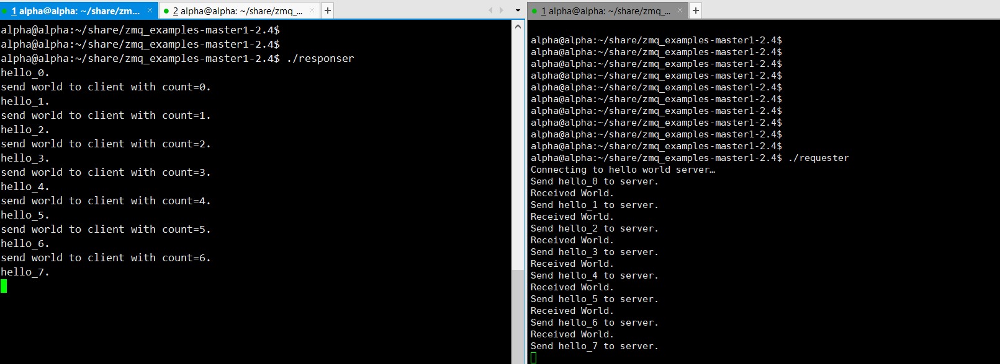 1 alpha@alpha: ~/share/zm...
2 alpha@alpha: ~/share/zmq_...
alpha@alpha:~/share/zmq_examples-master1-2.4$
alpha@alpha:~/share/zmq_examples-master1-2.4$
alpha@alpha:~/share/zmq_examples-master1-2.4$ ./responser
hello_0.
send world to client with count=0.
hello_1.
send world to client with count=1.
hello_2.
send world to client with count=2.
hello_3.
send world to client with count=3.
hello_4.
send world to client with count=4.
hello_5.
send world to client with count=5.
hello_6.
send world to client with count=6.
hello_7.
1 alpha@alpha: ~/share/zmq_...
alpha@alpha:~/share/zmq_examples-master1-2.4$
alpha@alpha:~/share/zmq_examples-master1-2.4$
alpha@alpha:~/share/zmq_examples-master1-2.4$
alpha@alpha:~/share/zmq_examples-master1-2.4$
alpha@alpha:~/share/zmq_examples-master1-2.4$
alpha@alpha:~/share/zmq_examples-master1-2.4$
alpha@alpha:~/share/zmq_examples-master1-2.4$
alpha@alpha:~/share/zmq_examples-master1-2.4$
alpha@alpha:~/share/zmq_examples-master1-2.4$
alpha@alpha:~/share/zmq_examples-master1-2.4$
alpha@alpha:~/share/zmq_examples-master1-2.4$ ./requester
Connecting to hello world server…
Send hello_0 to server.
Received World.
Send hello_1 to server.
Received World.
Send hello_2 to server.
Received World.
Send hello_3 to server.
Received World.
Send hello_4 to server.
Received World.
Send hello_5 to server.
Received World.
Send hello_6 to server.
Received World.
Send hello_7 to server.